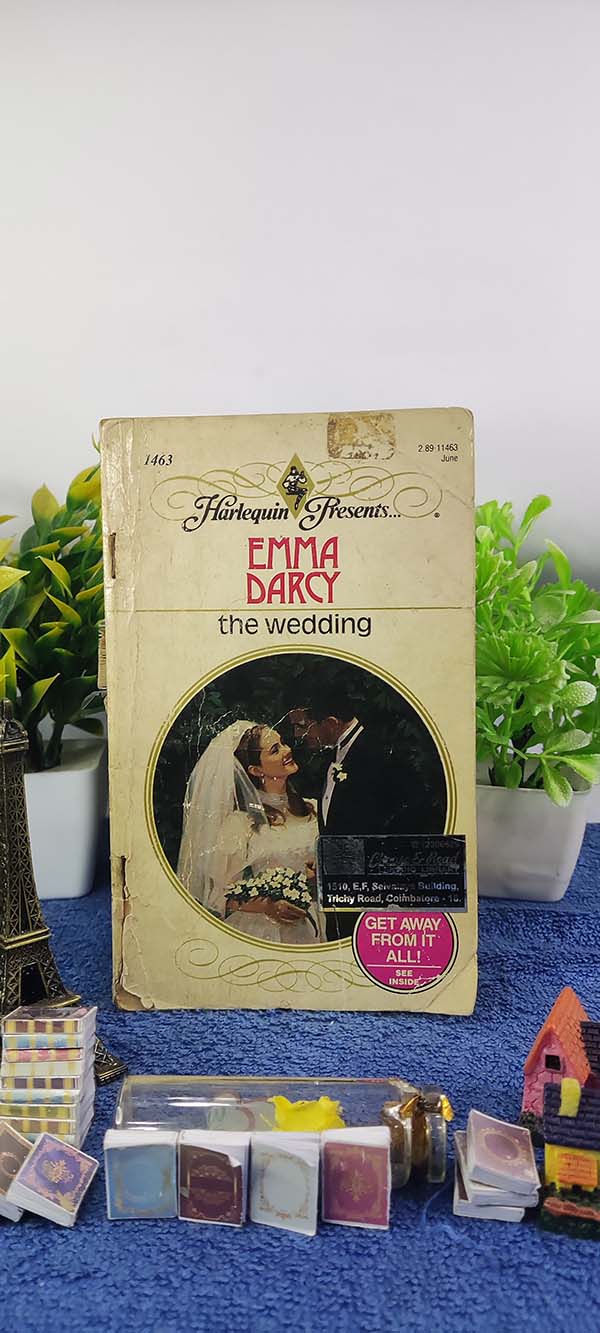 1463
2.89 11463
June
Harlequin Presents...
EMMA
DARCY
the wedding
1510, E,F, Selvalaya Building,
Trichy Road, Coimbatore - 18.
GET AWAY
FROM IT
ALL!
SEE
INSIDE